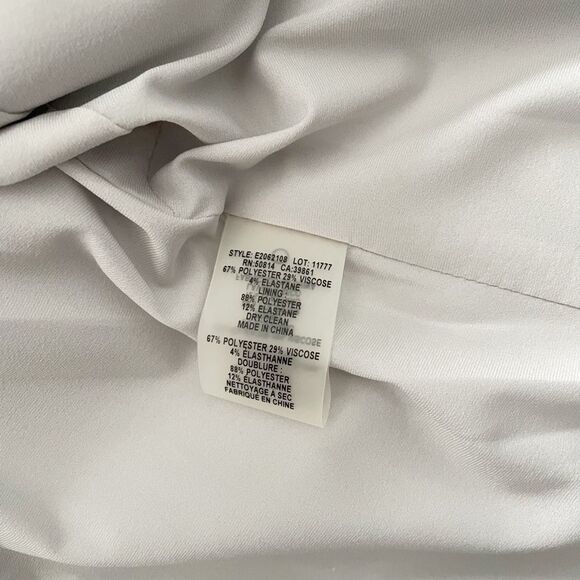 STYLE: E2062108 LOT: 11777
RN:50814 CA:39861
67% POLYESTER 29% VISCOSE
4% ELASTANE
LINING
88% POLYESTER
12% ELASTANE
DRY CLEAN
MADE IN CHINA
67% POLYESTER 29% VISCOSE
4% ÉLASTHANNE
DOUBLURE :
88% POLYESTER
12% ÉLASTHANNE
NETTOYAGE À SEC
FABRIQUÉ EN CHINE